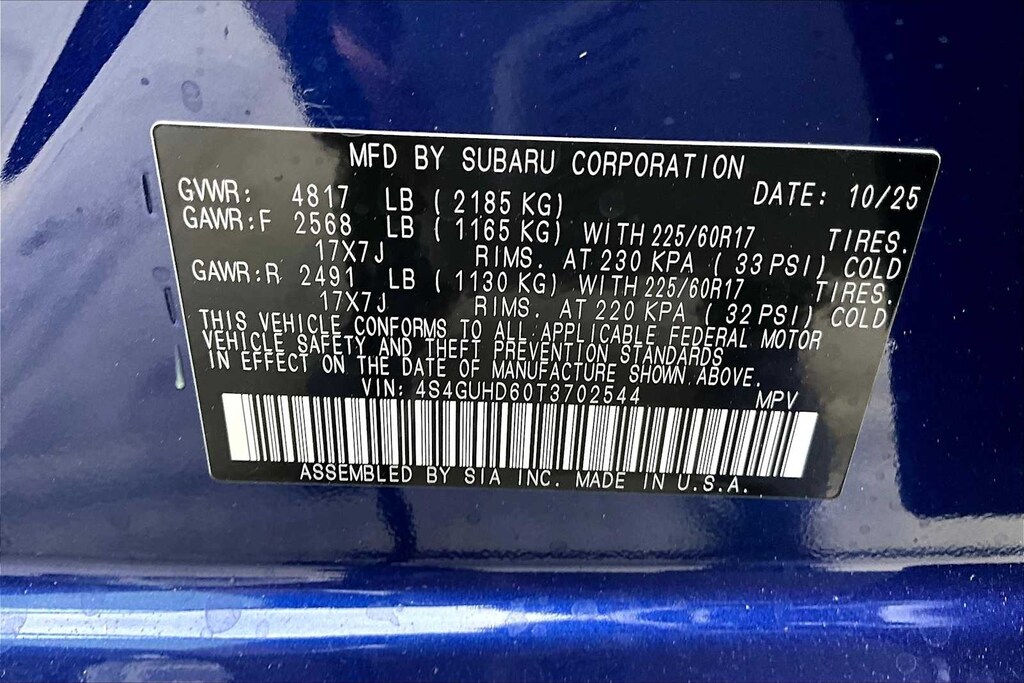 MFD BY SUBARU CORPORATION
GVWR: 4817 LB ( 2185 KG) DATE: 10/25
GAWR:F 2568 LB ( 1165 KG) WITH 225/60R17 TIRES.
17X7J RIMS. AT 230 KPA ( 33 PSI) COLD
GAWR:R 2491 LB ( 1130 KG) WITH 225/60R17 TIRES.
17X7J RIMS. AT 220 KPA ( 32 PSI) COLD
THIS VEHICLE CONFORMS TO ALL APPLICABLE FEDERAL MOTOR
VEHICLE SAFETY AND THEFT PREVENTION STANDARDS
IN EFFECT ON THE DATE OF MANUFACTURE SHOWN ABOVE.
VIN: 4S4GUHD60T3702544 MPV
ASSEMBLED BY SIA INC. MADE IN U.S.A.